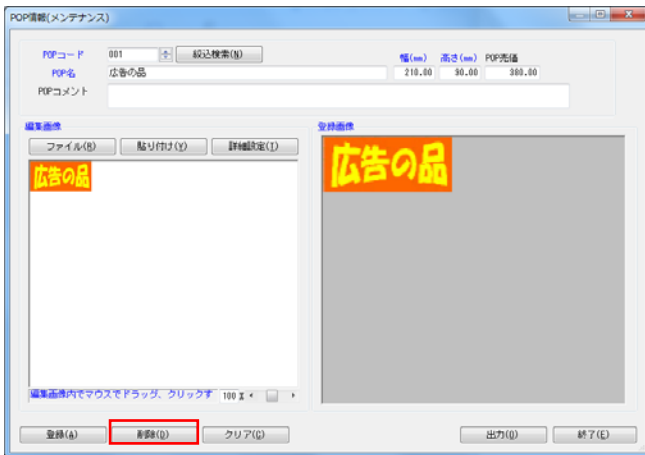 POP情報(メンテナンス)
POPコード 001 絞込検索(N)
幅(mm) 高さ(mm) POP売価
POP名 広告の品 210.00 90.00 380.00
POPコメント
編集画像 登録画像
ファイル(R) 貼り付け(Y) 詳細設定(I)
広告の品 広告の品
編集画像内でマウスでドラッグ、クリックす 100 %
登録(A) 削除(D) クリア(C) 出力(O) 終了(E)